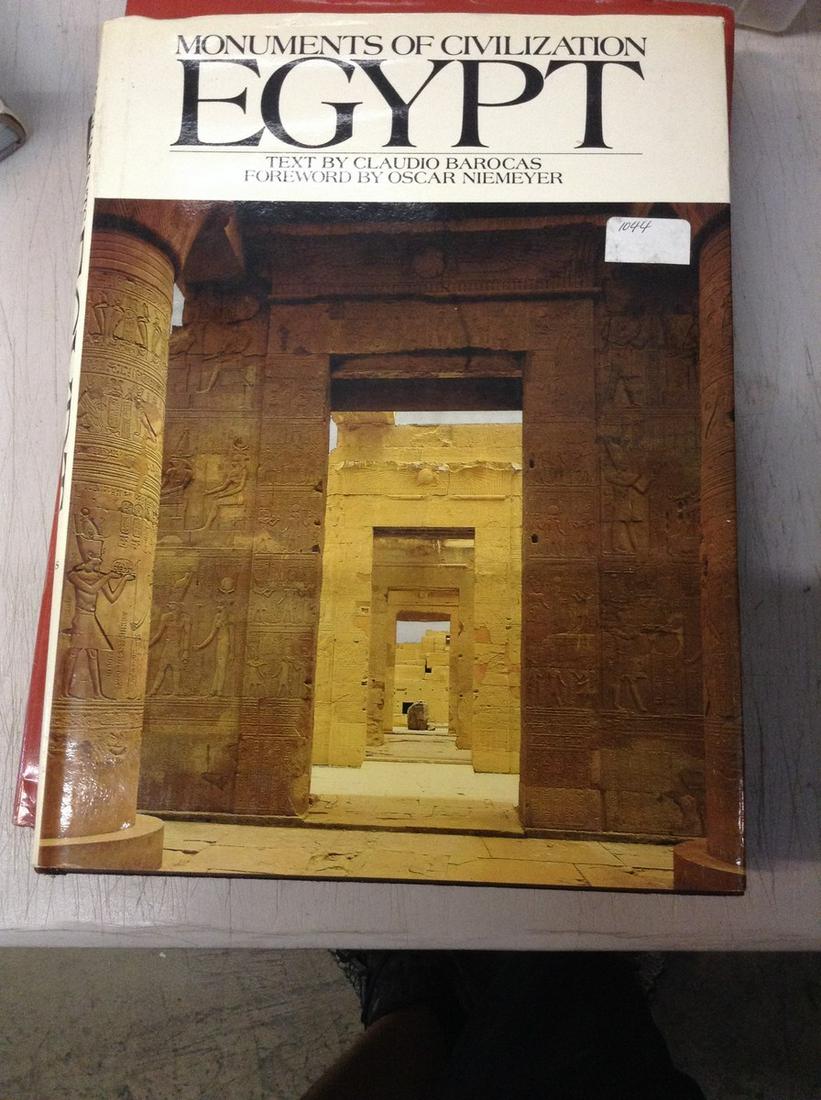 MONUMENTS OF CIVILIZATION
EGYPT
TEXT BY CLAUDIO BAROCAS
FOREWORD BY OSCAR NIEMEYER
1044